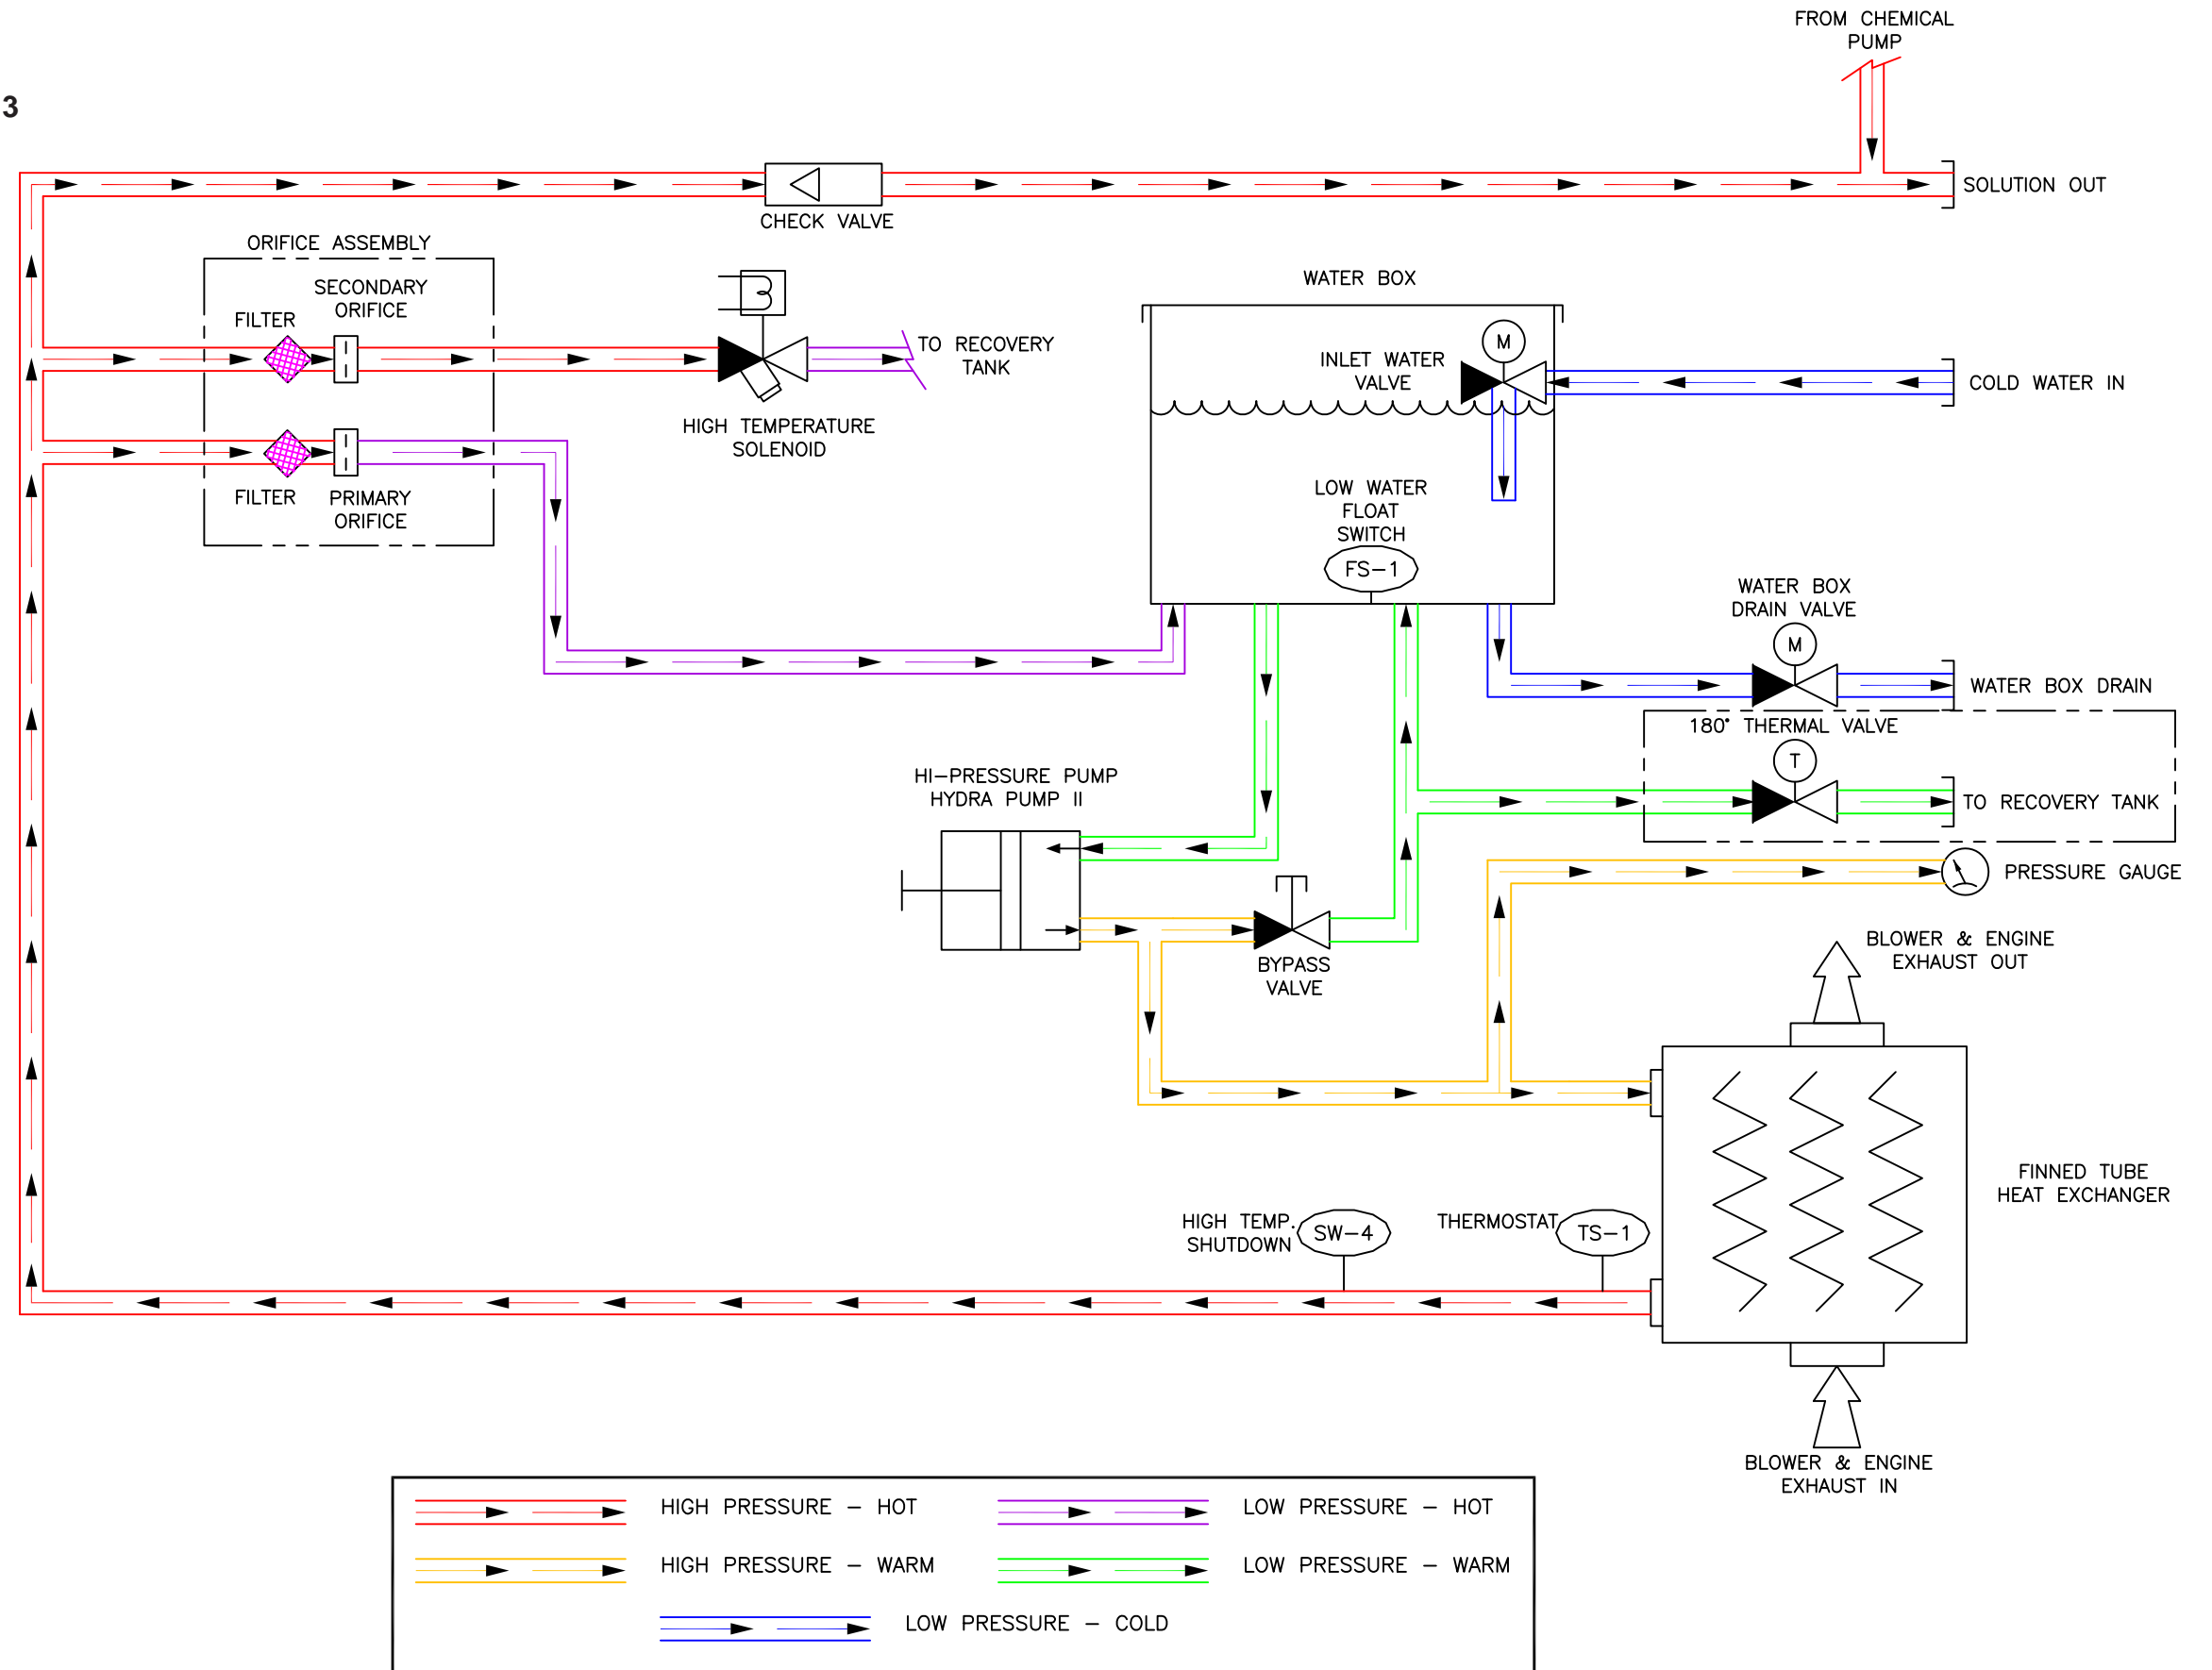 FROM CHEMICAL
PUMP
3
SOLUTION OUT
CHECK VALVE
ORIFICE ASSEMBLY
SECONDARY
ORIFICE
FILTER
WATER BOX
TO RECOVERY
TANK
M
INLET WATER
VALVE
COLD WATER IN
HIGH TEMPERATURE
SOLENOID
FILTER
PRIMARY
ORIFICE
LOW WATER
FLOAT
SWITCH
FS-1
WATER BOX
DRAIN VALVE
M
WATER BOX DRAIN
180° THERMAL VALVE
T
TO RECOVERY TANK
HI-PRESSURE PUMP
HYDRA PUMP II
PRESSURE GAUGE
BYPASS
VALVE
BLOWER & ENGINE
EXHAUST OUT
FINNED TUBE
HEAT EXCHANGER
HIGH TEMP.
SHUTDOWN
SW-4
THERMOSTAT
TS-1
BLOWER & ENGINE
EXHAUST IN
HIGH PRESSURE - HOT
LOW PRESSURE - HOT
HIGH PRESSURE - WARM
LOW PRESSURE - WARM
LOW PRESSURE - COLD